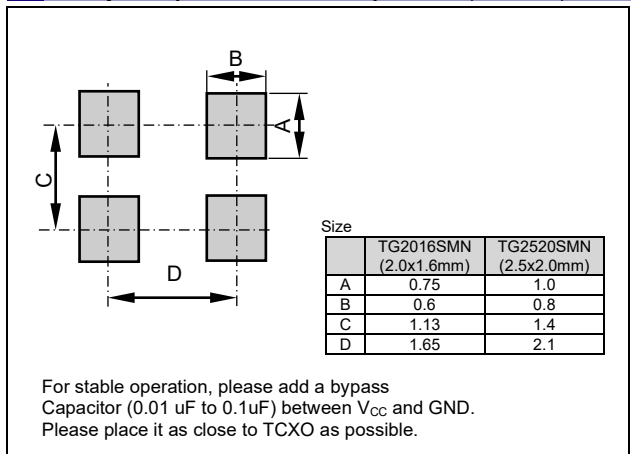 B
A
C
D
Size
TG2016SMN TG2520SMN
(2.0x1.6mm) (2.5x2.0mm)
A 0.75 1.0
B 0.6 0.8
C 1.13 1.4
D 1.65 2.1
For stable operation, please add a bypass
Capacitor (0.01 uF to 0.1uF) between VCC and GND.
Please place it as close to TCXO as possible.